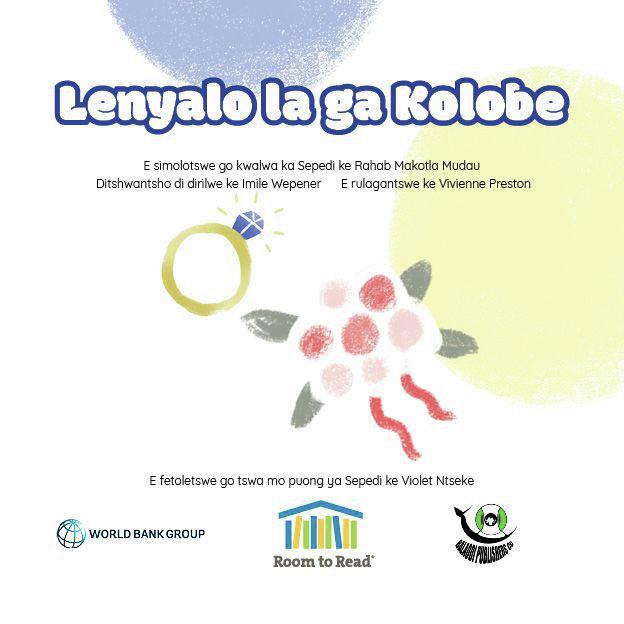 Lenyalo la ga Kolobe
E simolotswe go kwalwa ka Sepedi ke Rahab Makotla Mudau
Ditshwantsho di dirilwe ke Imile Wepener E rulagantswe ke Vivienne Preston
E fetoletswe go tswa mo puong ya Sepedi ke Violet Ntseke
WORLD BANK GROUP
Room to Read
PUBLISHERS